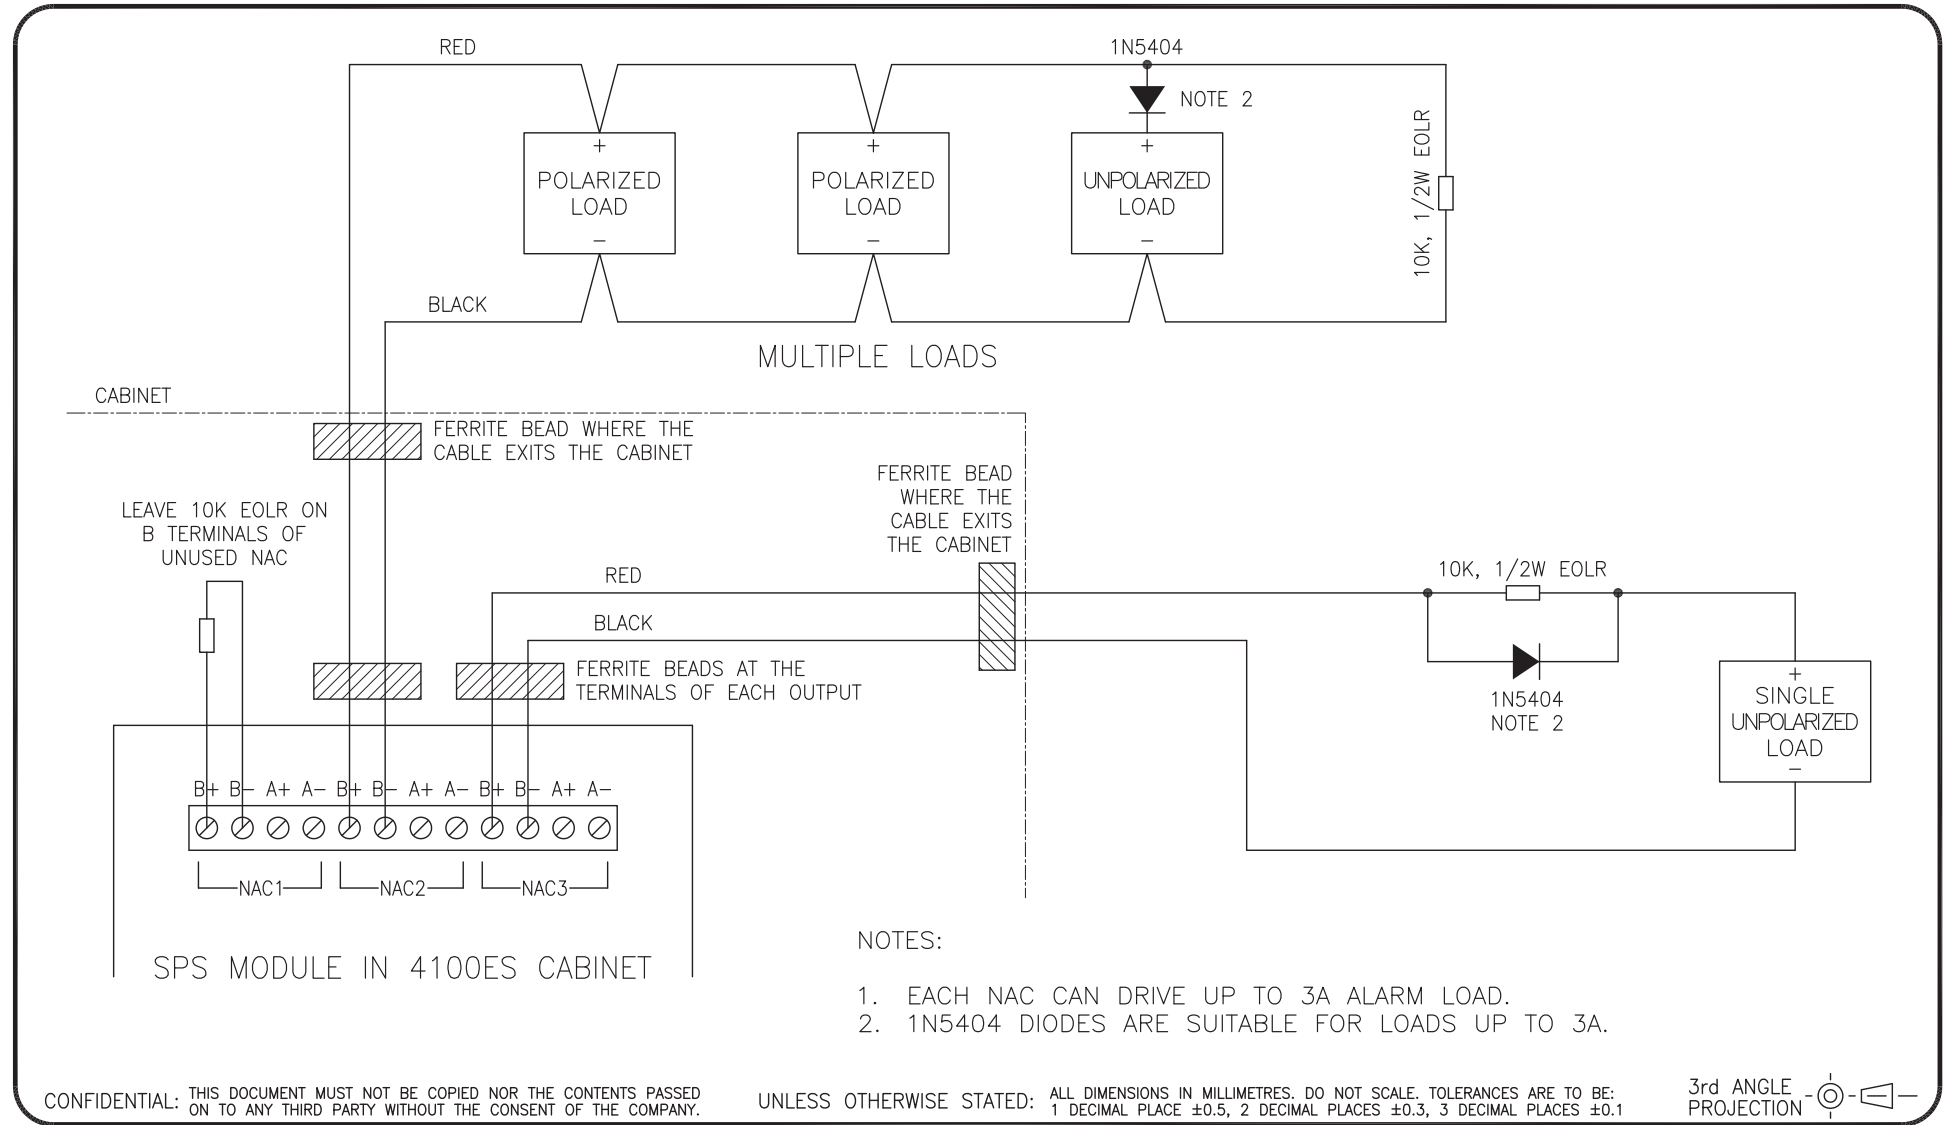 RED
1N5404
NOTE 2
+
POLARIZED
LOAD
−
+
POLARIZED
LOAD
−
+
UNPOLARIZED
LOAD
−
10K, 1/2W EOLR
BLACK
MULTIPLE LOADS
CABINET
FERRITE BEAD WHERE THE
CABLE EXITS THE CABINET
FERRITE BEAD
WHERE THE
CABLE EXITS
THE CABINET
LEAVE 10K EOLR ON
B TERMINALS OF
UNUSED NAC
RED
BLACK
10K, 1/2W EOLR
1N5404
NOTE 2
+
SINGLE
UNPOLARIZED
LOAD
−
FERRITE BEADS AT THE
TERMINALS OF EACH OUTPUT
B+ B− A+ A− B+ B− A+ A− B+ B− A+ A−
NAC1 NAC2 NAC3
SPS MODULE IN 4100ES CABINET
NOTES:
1. EACH NAC CAN DRIVE UP TO 3A ALARM LOAD.
2. 1N5404 DIODES ARE SUITABLE FOR LOADS UP TO 3A.
CONFIDENTIAL: THIS DOCUMENT MUST NOT BE COPIED NOR THE CONTENTS PASSED
ON TO ANY THIRD PARTY WITHOUT THE CONSENT OF THE COMPANY.
UNLESS OTHERWISE STATED: ALL DIMENSIONS IN MILLIMETRES. DO NOT SCALE. TOLERANCES ARE TO BE:
1 DECIMAL PLACE ±0.5, 2 DECIMAL PLACES ±0.3, 3 DECIMAL PLACES ±0.1
3rd ANGLE
PROJECTION